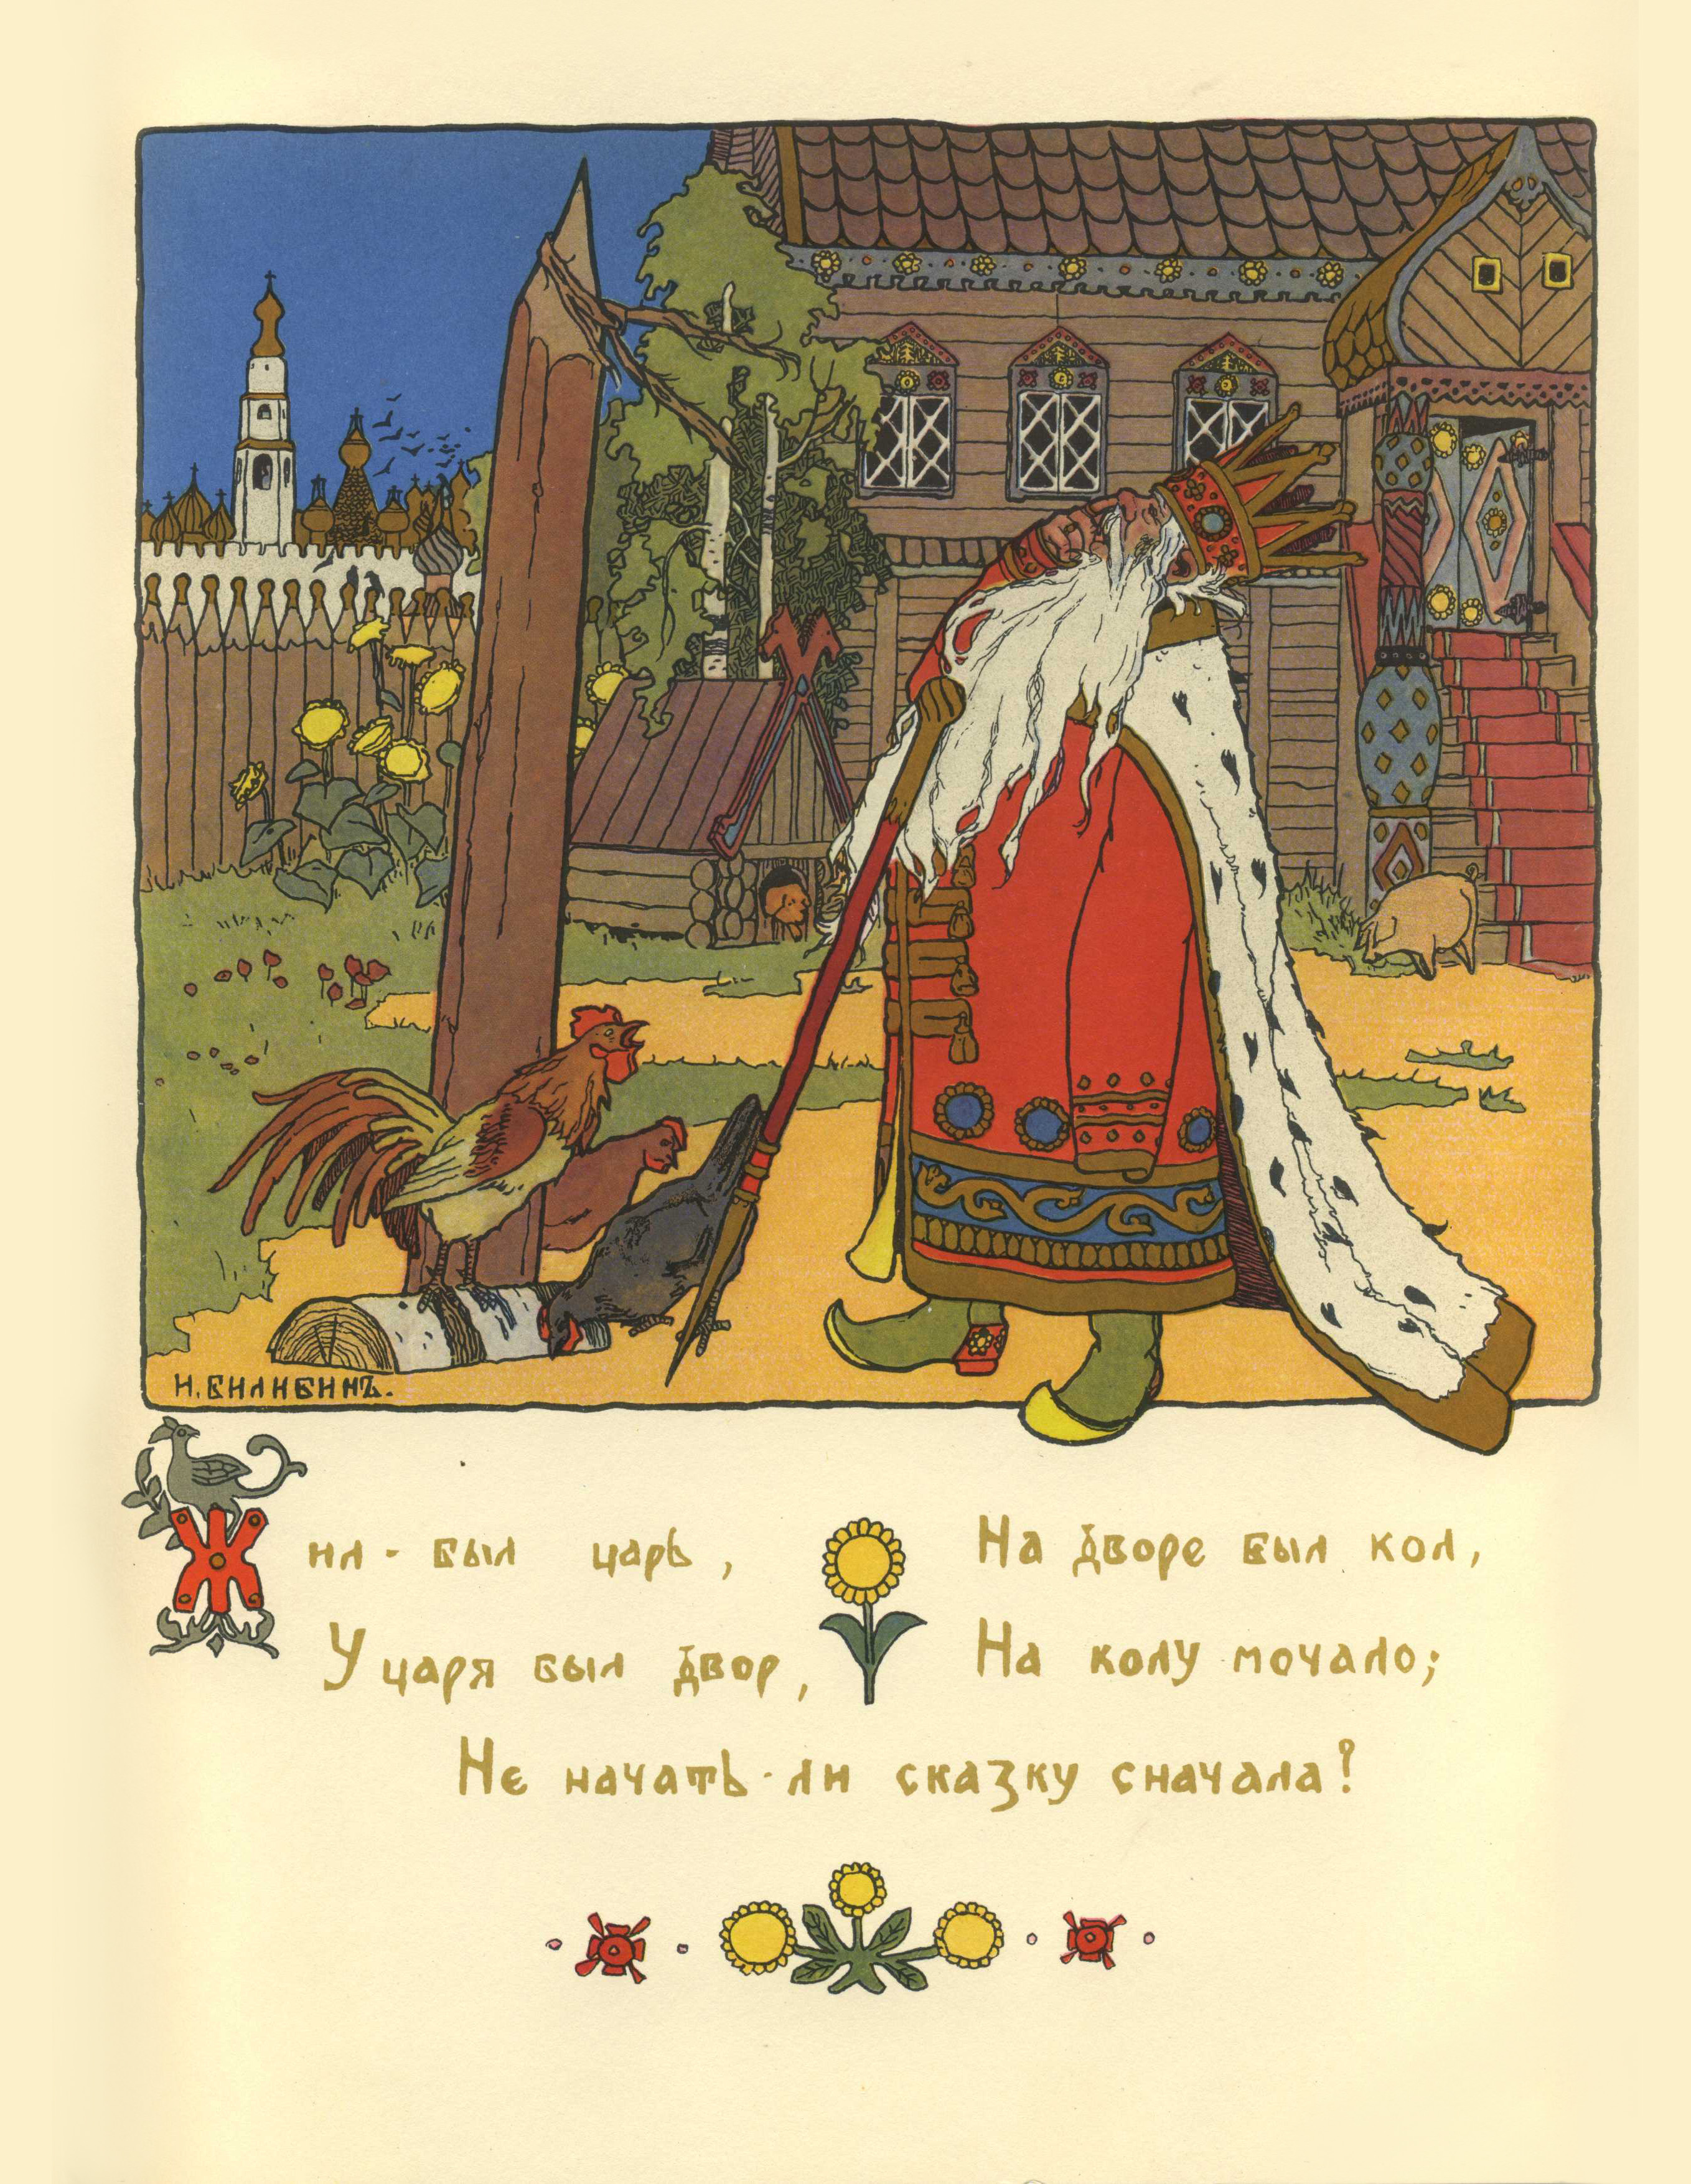 И. БИЛИБИНЪ.
Жил-был царь,
У царя был двор,
На дворе был кол,
На колу мочало;
Не начать-ли сказку сначала?